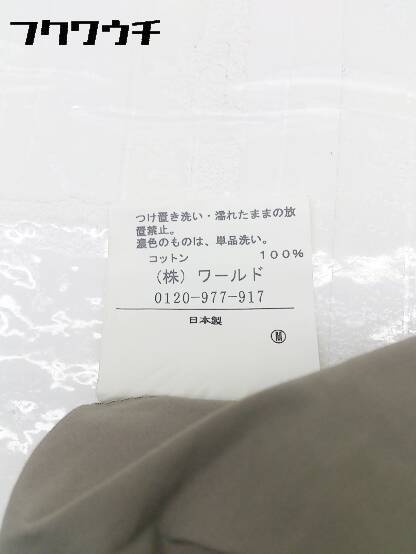 フクワウチ
つけ置き洗い・濡れたままの放
置禁止。
濃色のものは、単品洗い。
コットン 100%
(株) ワールド
0120-977-917
日本製
M